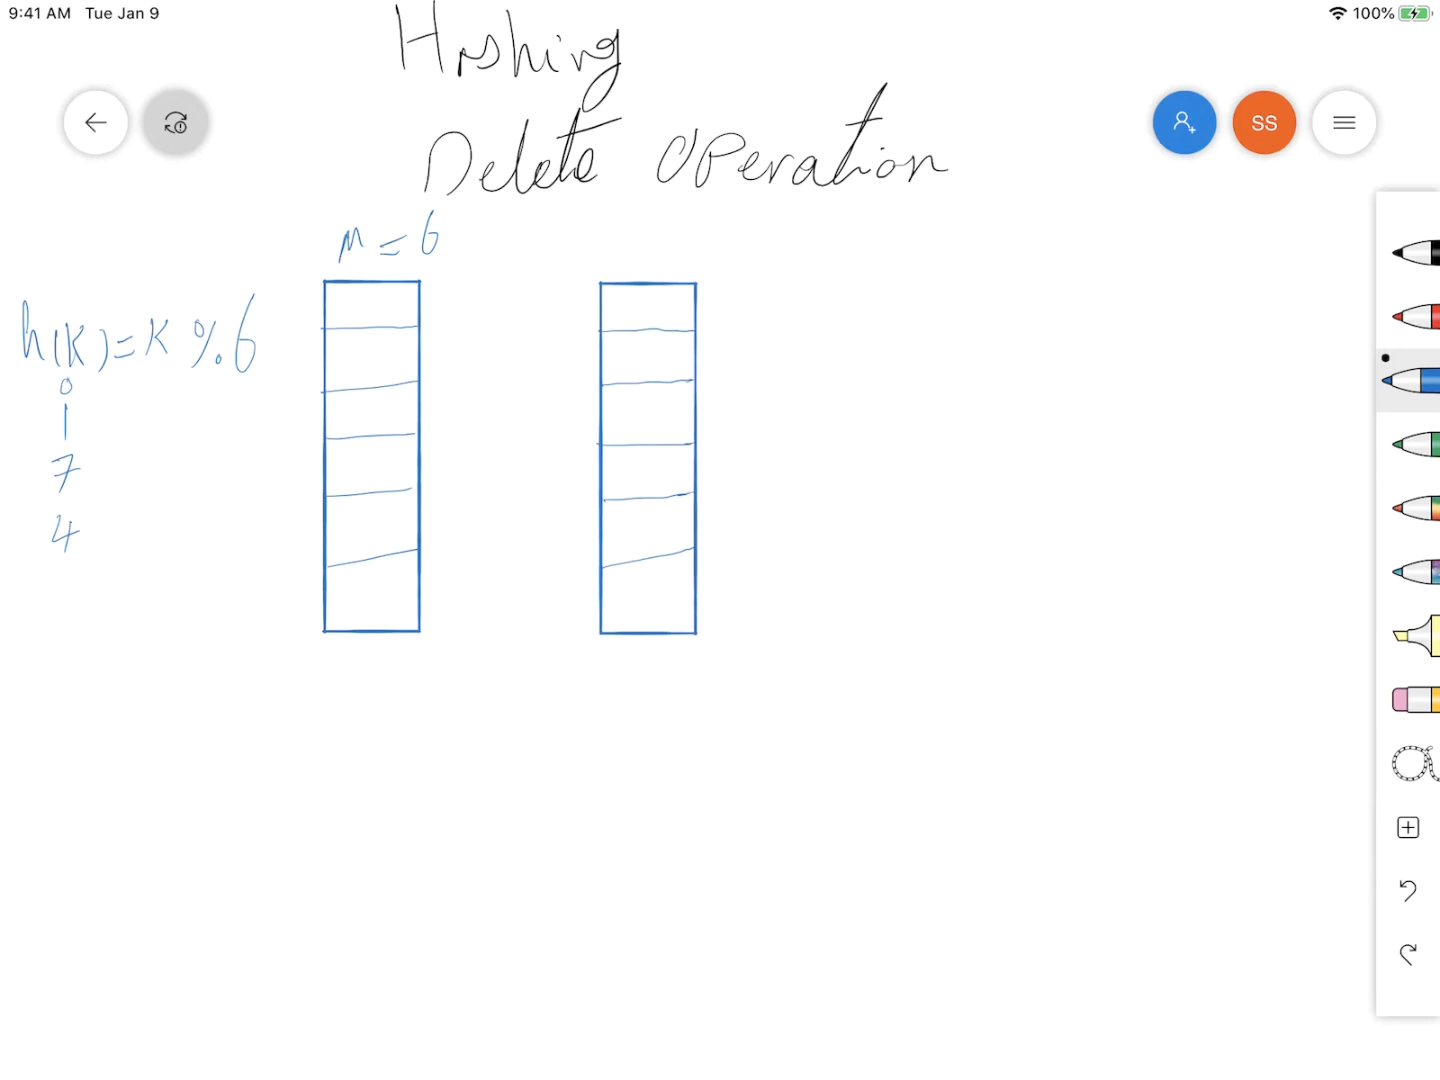 9:41 AM Tue Jan 9
100%
Hashing
Delete Operation
SS
M = 6
h(K) = K % 6
0
1
7
4